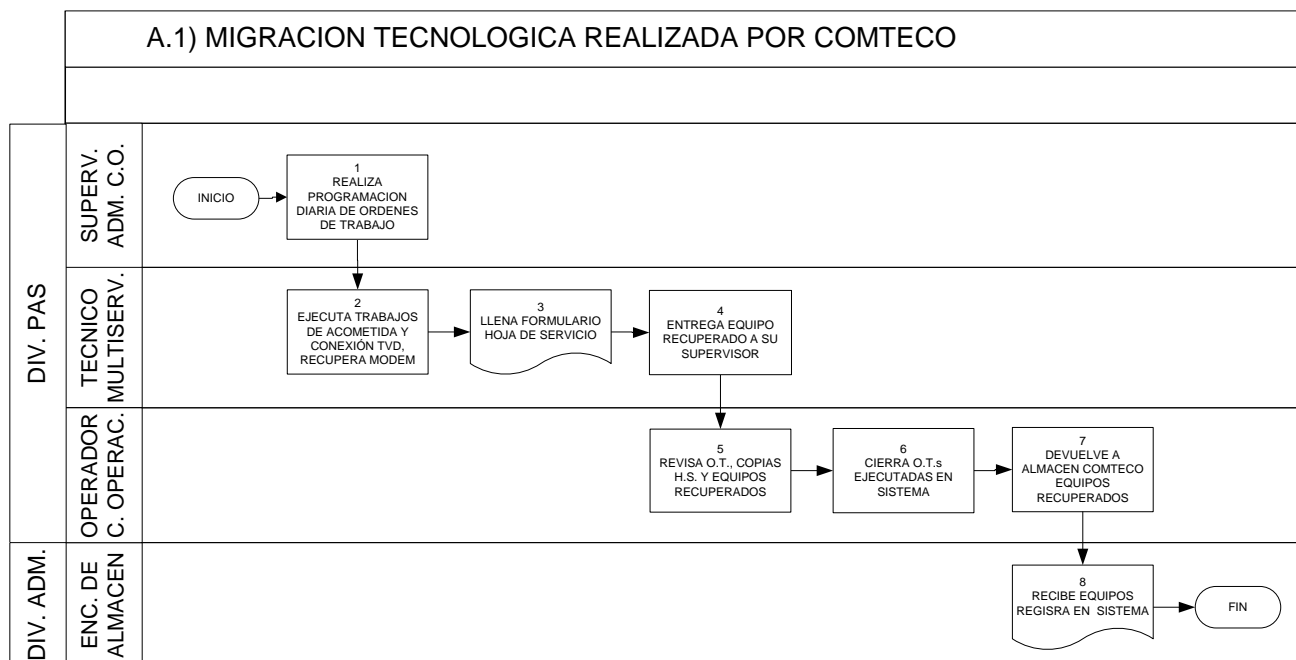 A.1) MIGRACION TECNOLOGICA REALIZADA POR COMTECO
DIV. PAS
SUPERV.
ADM. C.O.
INICIO
1
REALIZA
PROGRAMACION
DIARIA DE ORDENES
DE TRABAJO
TECNICO
MULTISERV.
2
EJECUTA TRABAJOS
DE ACOMETIDA Y
CONEXIÓN TVD,
RECUPERA MODEM
3
LLENA FORMULARIO
HOJA DE SERVICIO
4
ENTREGA EQUIPO
RECUPERADO A SU
SUPERVISOR
OPERADOR
C. OPERAC.
5
REVISA O.T., COPIAS
H.S. Y EQUIPOS
RECUPERADOS
6
CIERRA O.T.s
EJECUTADAS EN
SISTEMA
7
DEVUELVE A
ALMACEN COMTECO
EQUIPOS
RECUPERADOS
DIV. ADM.
ENC. DE
ALMACEN
8
RECIBE EQUIPOS
REGISRA EN SISTEMA
FIN